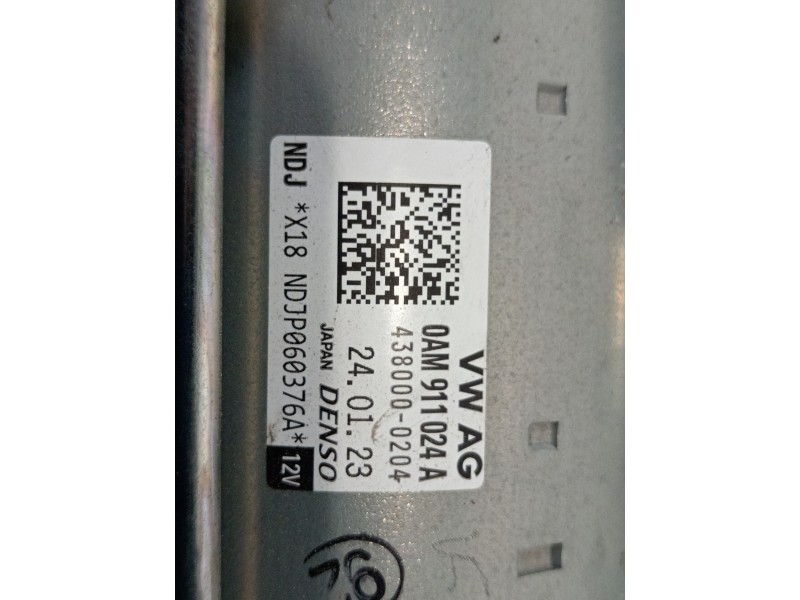 VW AG
0AM 911 024 A
438000-0204
24.01.23
JAPAN DENSO
NDJ *X18 NDJP060376A* 12V